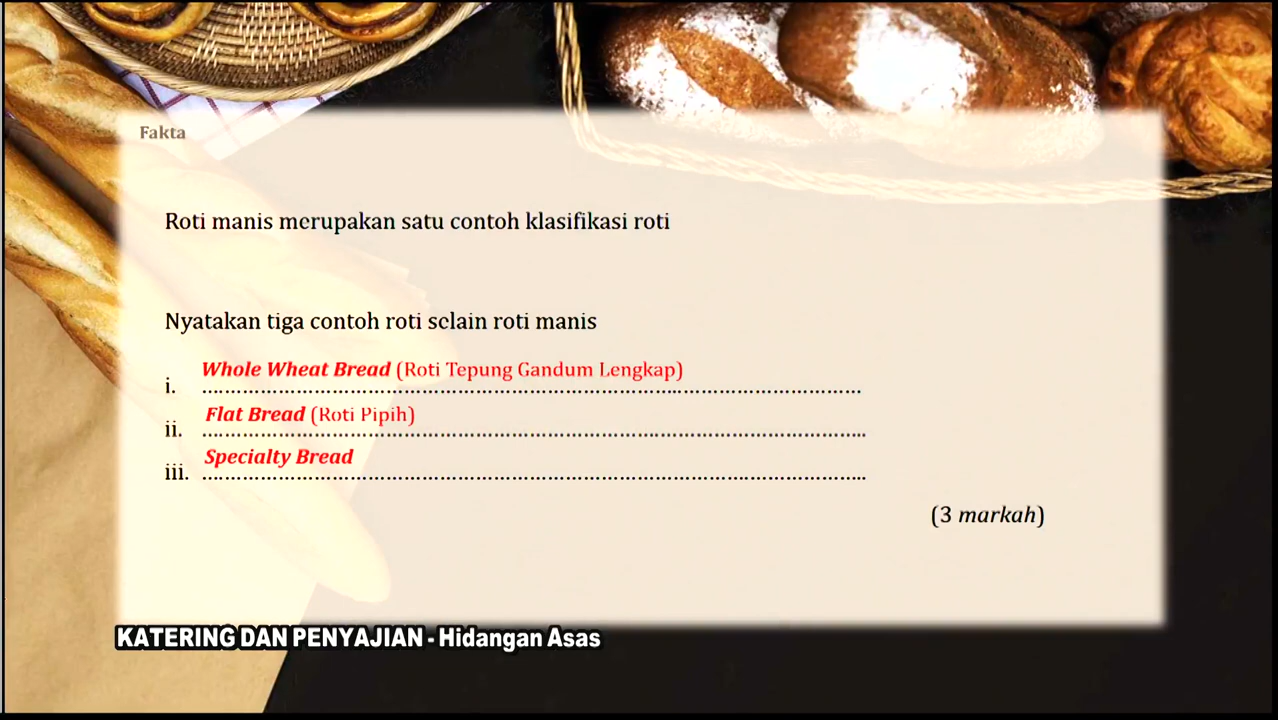 Fakta
Roti manis merupakan satu contoh klasifikasi roti
Nyatakan tiga contoh roti selain roti manis
i. Whole Wheat Bread (Roti Tepung Gandum Lengkap)
ii. Flat Bread (Roti Pipih)
iii. Specialty Bread
(3 markah)
KATERING DAN PENYAJIAN - Hidangan Asas